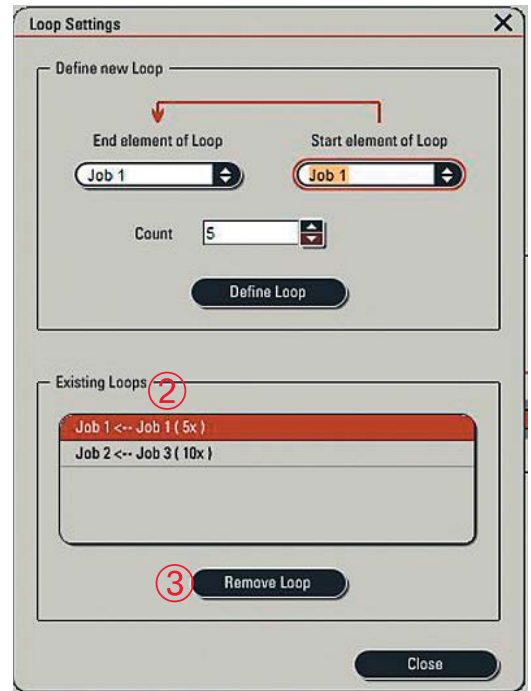 Loop Settings
Define new Loop
End element of Loop Start element of Loop
Job 1 Job 1
Count 5
Define Loop
Existing Loops ②
Job 1 <-- Job 1 ( 5x )
Job 2 <-- Job 3 ( 10x )
③ Remove Loop
Close